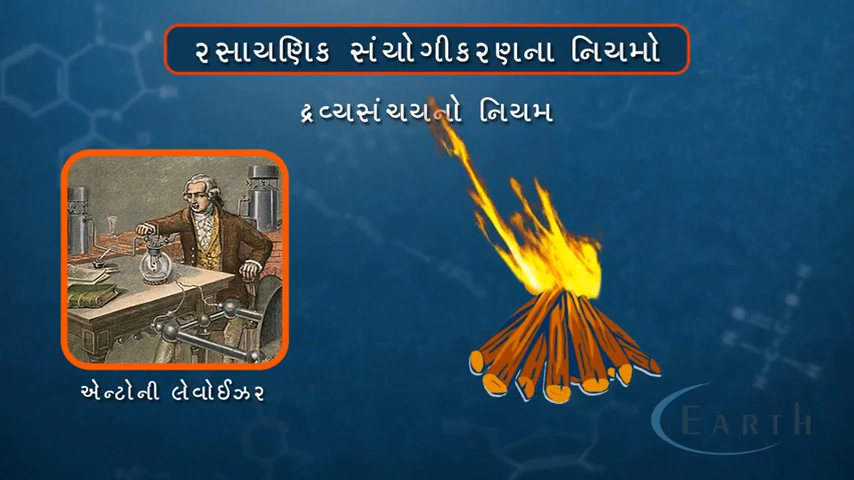 રસાયણિક સંયોગીકરણના નિયમો
દ્રવ્યસંચયનો નિયમ
એન્ટોની લેવોઈઝર
EARTH